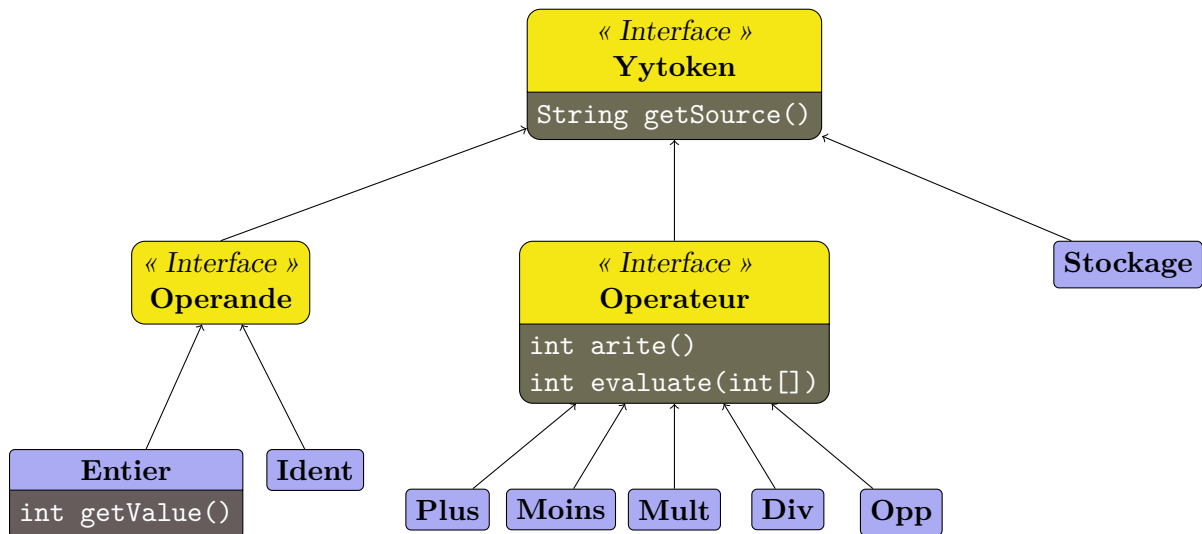 « Interface »
Yytoken
String getSource()
« Interface »
Operande
« Interface »
Operateur
int arite()
int evaluate(int[])
Stockage
Entier
int getValue()
Ident
Plus
Moins
Mult
Div
Opp